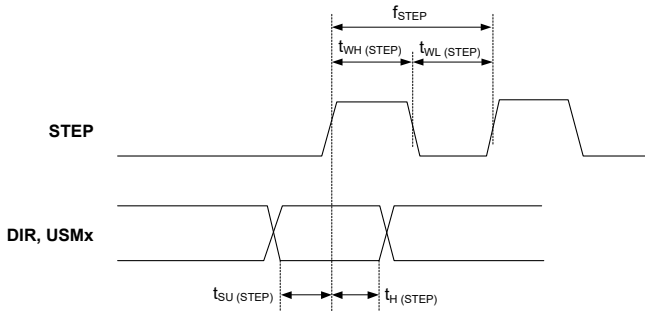 fSTEP
tWH (STEP) tWL (STEP)
STEP
DIR, USMx
tSU (STEP) tH (STEP)